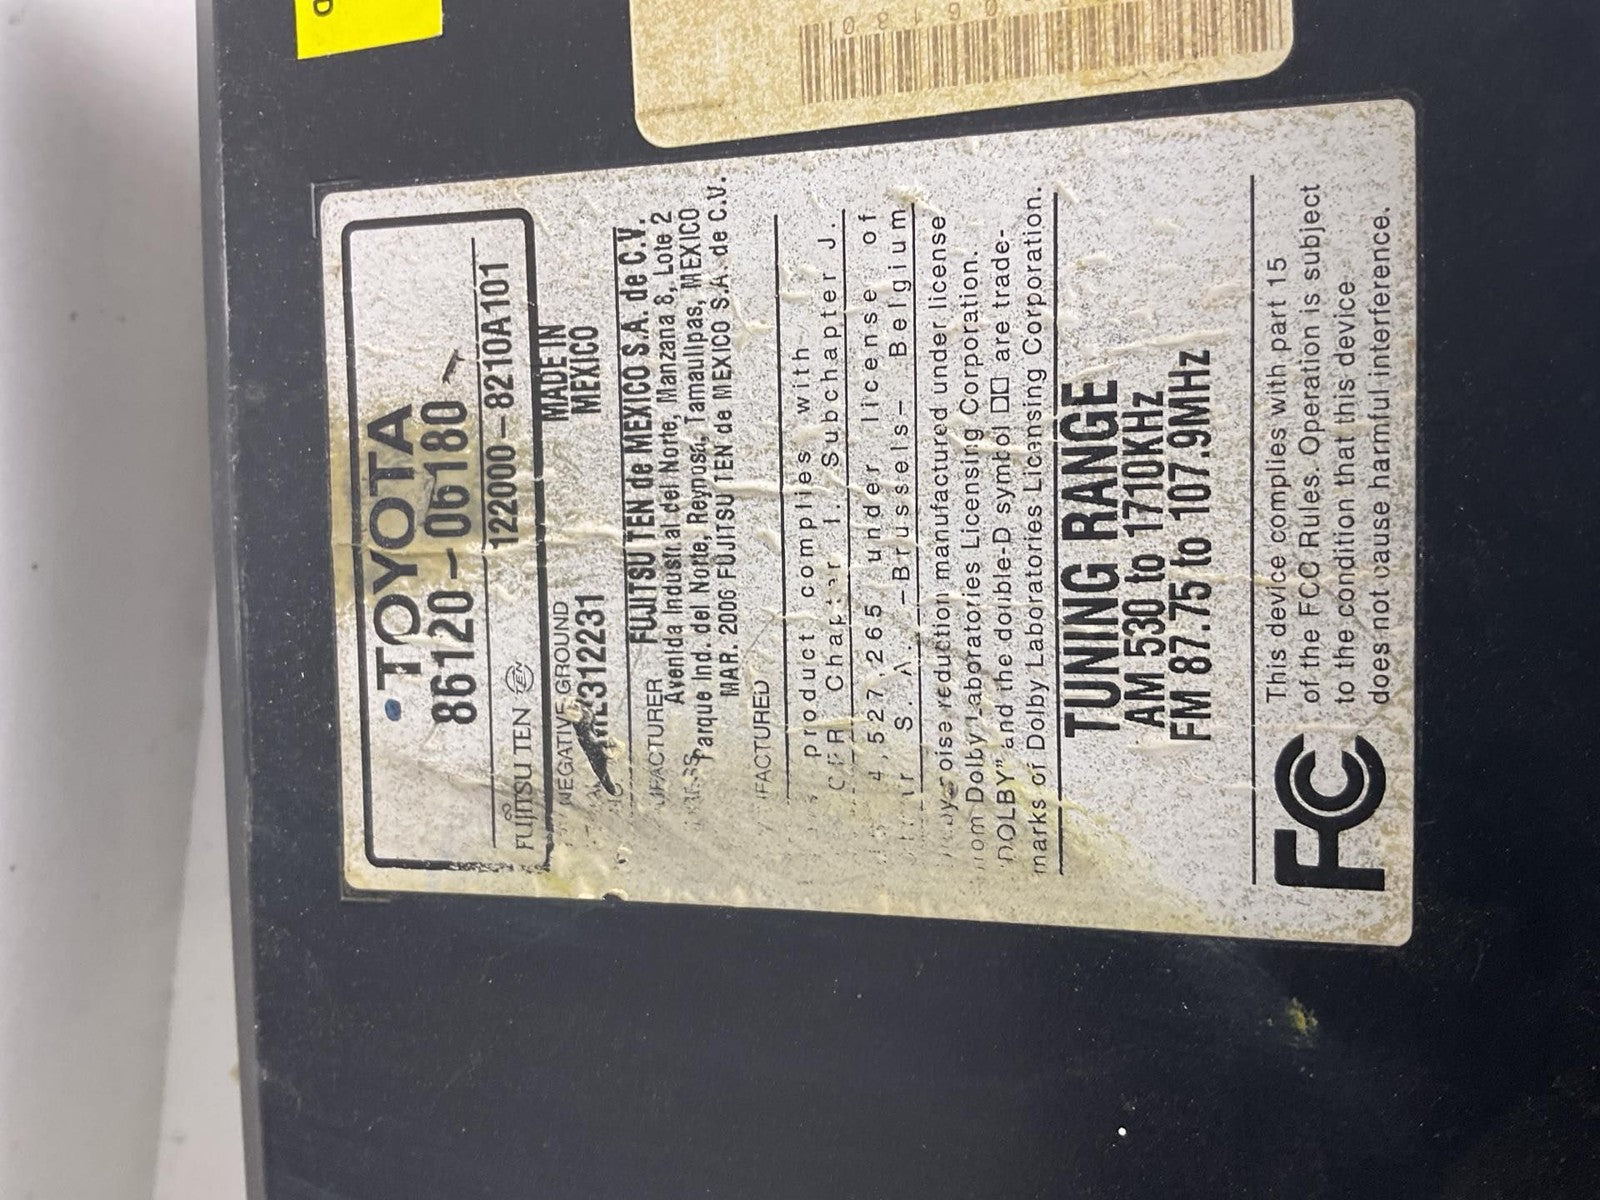 TOYOTA
86120-06180
FUJITSU TEN TEN 122000-8210A101
NEGATIVE GROUND MADE IN
312231 MEXICO
FUJITSU TEN de MEXICO S.A. de C.V.
Avenida Industrial del Norte, Manzana 8, Lote 2
Parque Ind. del Norte, Reynosa, Tamaulipas, MEXICO
MAR. 2006 FUJITSU TEN de MEXICO S.A. de C.V.
product complies with
CFR Chapter I. Subchapter J.
4,527,265 under license of
S. A. -Brussels- Belgium
oise reduction manufactured under license
Dolby Laboratories Licensing Corporation.
DOLBY" and the double-D symbol are trade-
marks of Dolby Laboratories Licensing Corporation.
TUNING RANGE
AM 530 to 1710KHz
FM 87.75 to 107.9MHz
FC This device complies with part 15
of the FCC Rules. Operation is subject
to the condition that this device
does not cause harmful interference.